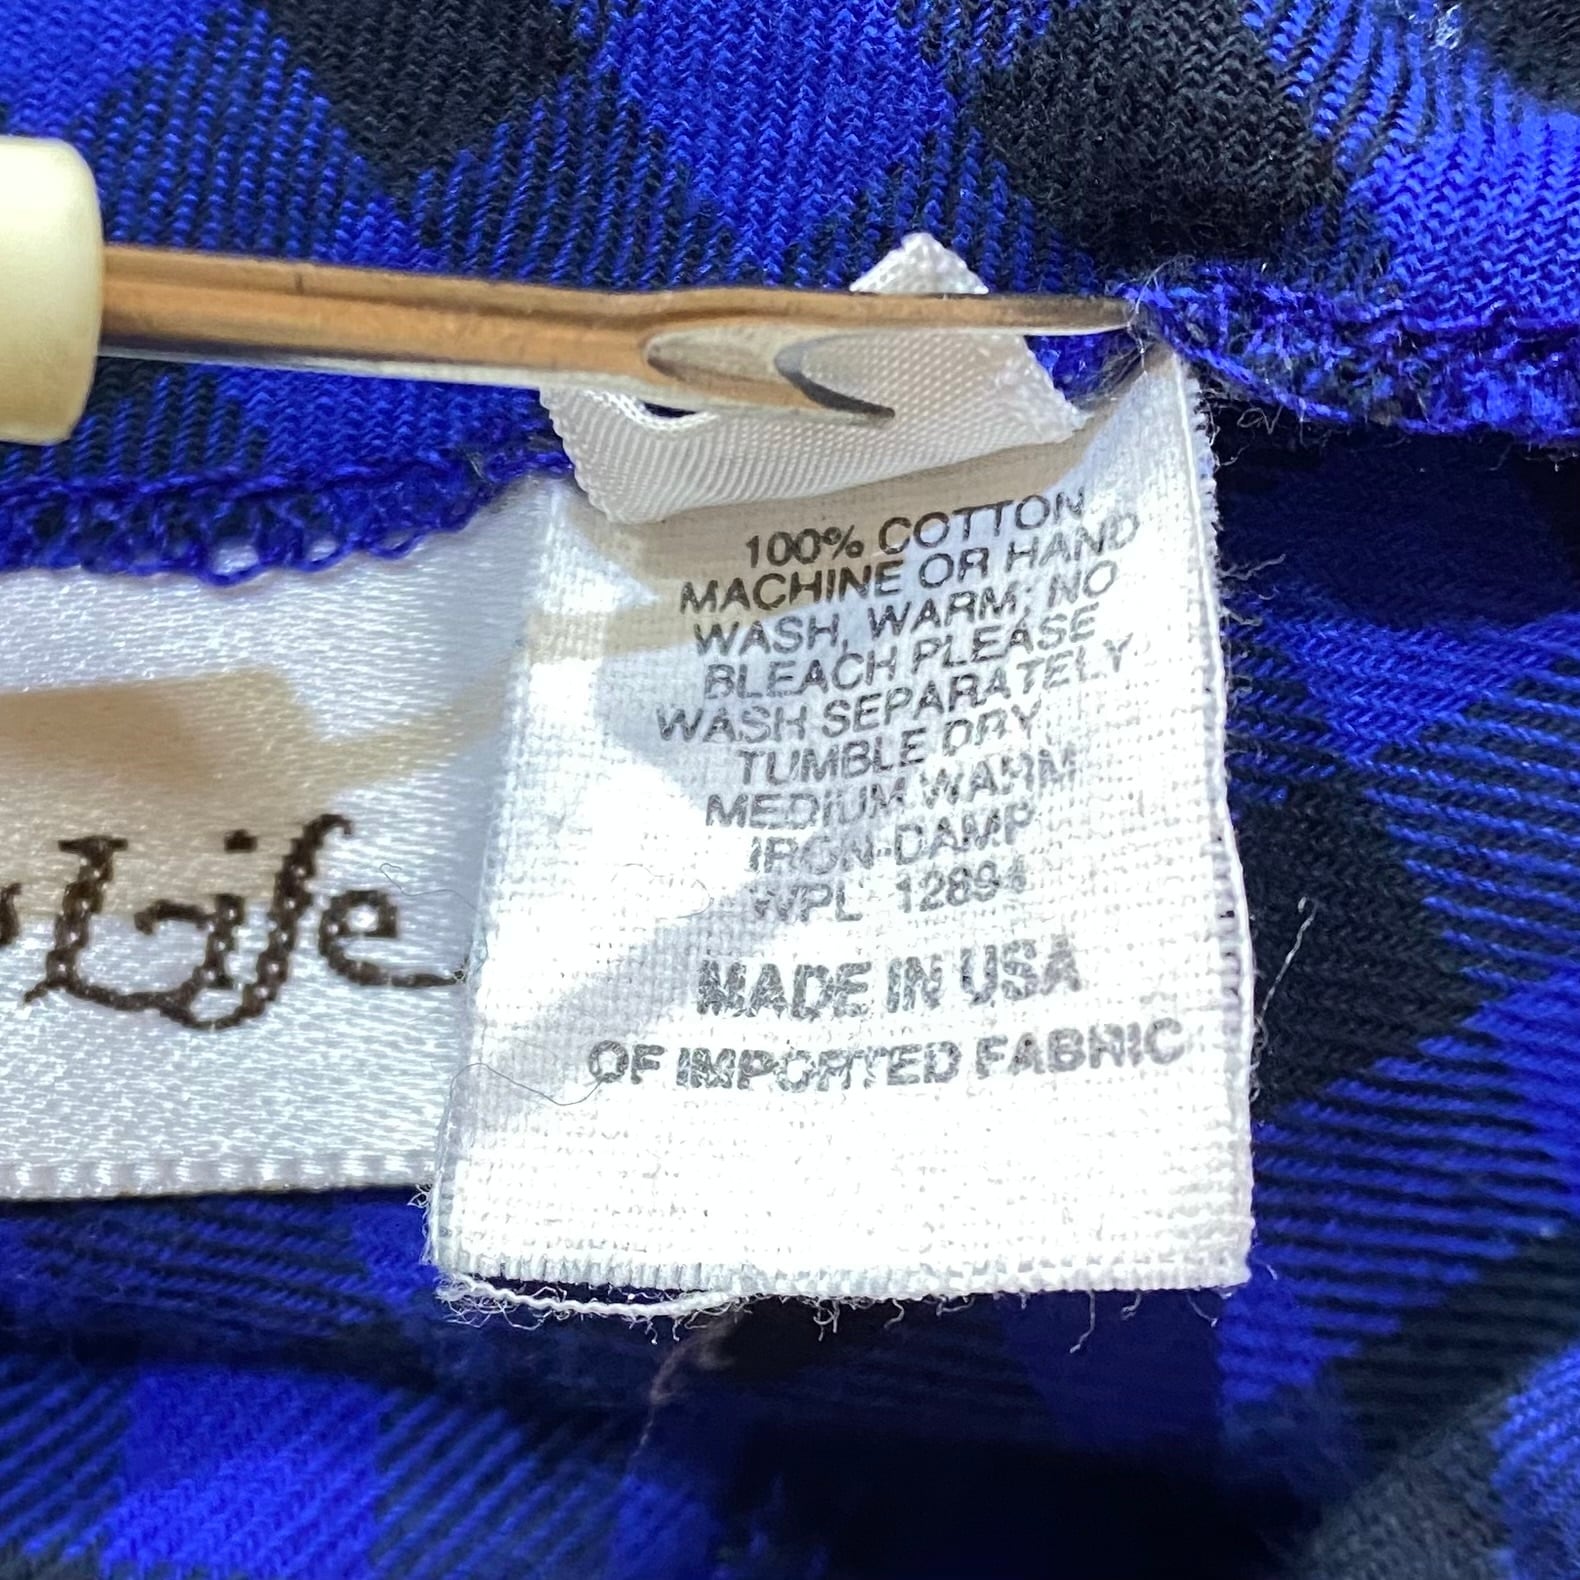 Life
100% COTTON
MACHINE OR HAND
WASH, WARM; NO
BLEACH PLEASE
WASH SEPARATELY
TUMBLE DRY
MEDIUM WARM
IRON-DAMP
WPL 12894
MADE IN USA
OF IMPORTED FABRIC